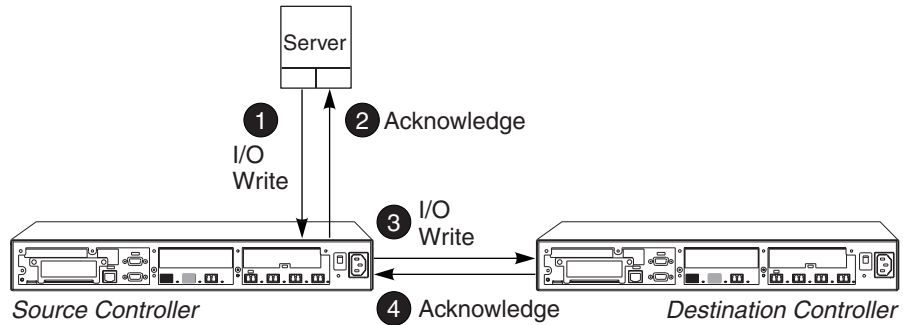 Server
1
I/O
Write
2 Acknowledge
3 I/O
Write
4 Acknowledge
Source Controller
Destination Controller